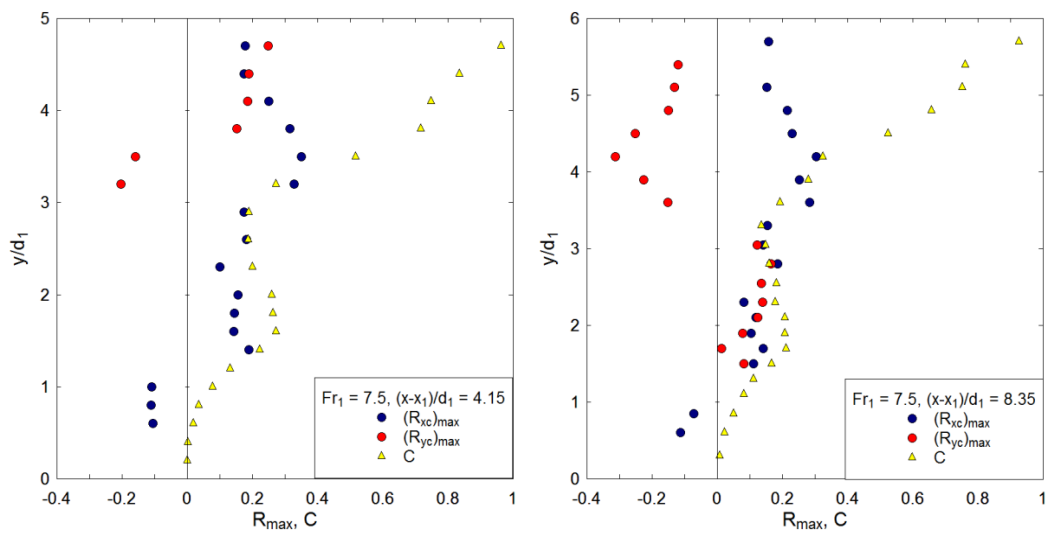 5
4
3
2
1
0
y/d1
-0.4
-0.2
0
0.2
0.4
0.6
0.8
1
Rmax, C
Fr1 = 7.5, (x-x1)/d1 = 4.15
(Rxc)max
(Ryc)max
C
6
5
4
3
2
1
0
y/d1
-0.4
-0.2
0
0.2
0.4
0.6
0.8
1
Rmax, C
Fr1 = 7.5, (x-x1)/d1 = 8.35
(Rxc)max
(Ryc)max
C